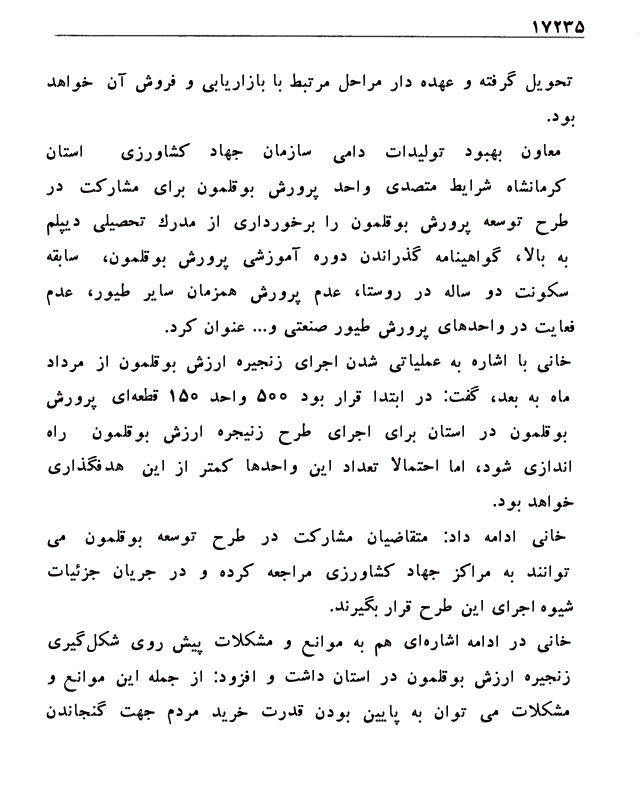 ۱۷۲۳۵
تحویل گرفته و عهده دار مراحل مرتبط با بازاریابی و فروش آن خواهد
بود.
معاون بهبود تولیدات دامی سازمان جهاد کشاورزی استان
کرمانشاه شرایط متصدی واحد پرورش بوقلمون برای مشارکت در
طرح توسعه پرورش بوقلمون را برخورداری از مدرك تحصیلی دیپلم
به بالا، گواهینامه گذراندن دوره آموزشی پرورش بوقلمون، سابقه
سکونت دو ساله در روستا، عدم پرورش همزمان سایر طیور، عدم
فعایت در واحدهای پرورش طیور صنعتی و... عنوان کرد.
خانی با اشاره به عملیاتی شدن اجرای زنجیره ارزش بوقلمون از مرداد
ماه به بعد، گفت: در ابتدا قرار بود ۵۰۰ واحد ۱۵۰ قطعه‌ای پرورش
بوقلمون در استان برای اجرای طرح زنیجره ارزش بوقلمون راه
اندازی شود، اما احتمالا تعداد این واحدها کمتر از این هدفگذاری
خواهد بود.
خانی ادامه داد: متقاضیان مشارکت در طرح توسعه بوقلمون می
توانند به مراکز جهاد کشاورزی مراجعه کرده و در جریان جزئیات
شیوه اجرای این طرح قرار بگیرند.
خانی در ادامه اشاره‌ای هم به موانع و مشکلات پیش روی شکل‌گیری
زنجیره ارزش بوقلمون در استان داشت و افزود: از جمله این موانع و
مشکلات می توان به پایین بودن قدرت خرید مردم جهت گنجاندن